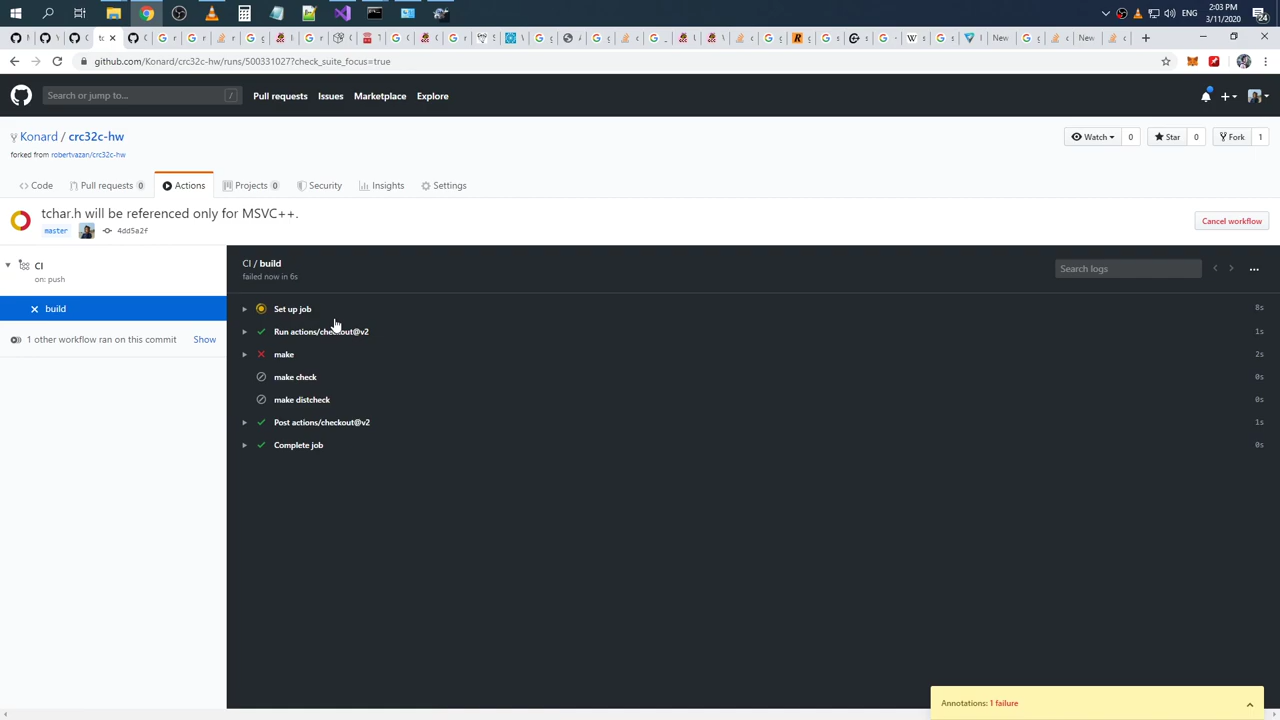 2:03 PM
ENG
3/11/2020
24
New
New
github.com/Konard/crc32c-hw/runs/500331027?check_suite_focus=true
Search or jump to...
/
Pull requests
Issues
Marketplace
Explore
Konard / crc32c-hw
forked from robertvazan/crc32c-hw
Watch
0
Star
0
Fork
1
Code
Pull requests 0
Actions
Projects 0
Security
Insights
Settings
tchar.h will be referenced only for MSVC++.
master
4dd5a2f
Cancel workflow
CI
on: push
build
1 other workflow ran on this commit
Show
CI / build
failed now in 6s
Search logs
Set up job
8s
Run actions/checkout@v2
1s
make
2s
make check
0s
make distcheck
0s
Post actions/checkout@v2
1s
Complete job
0s
Annotations: 1 failure